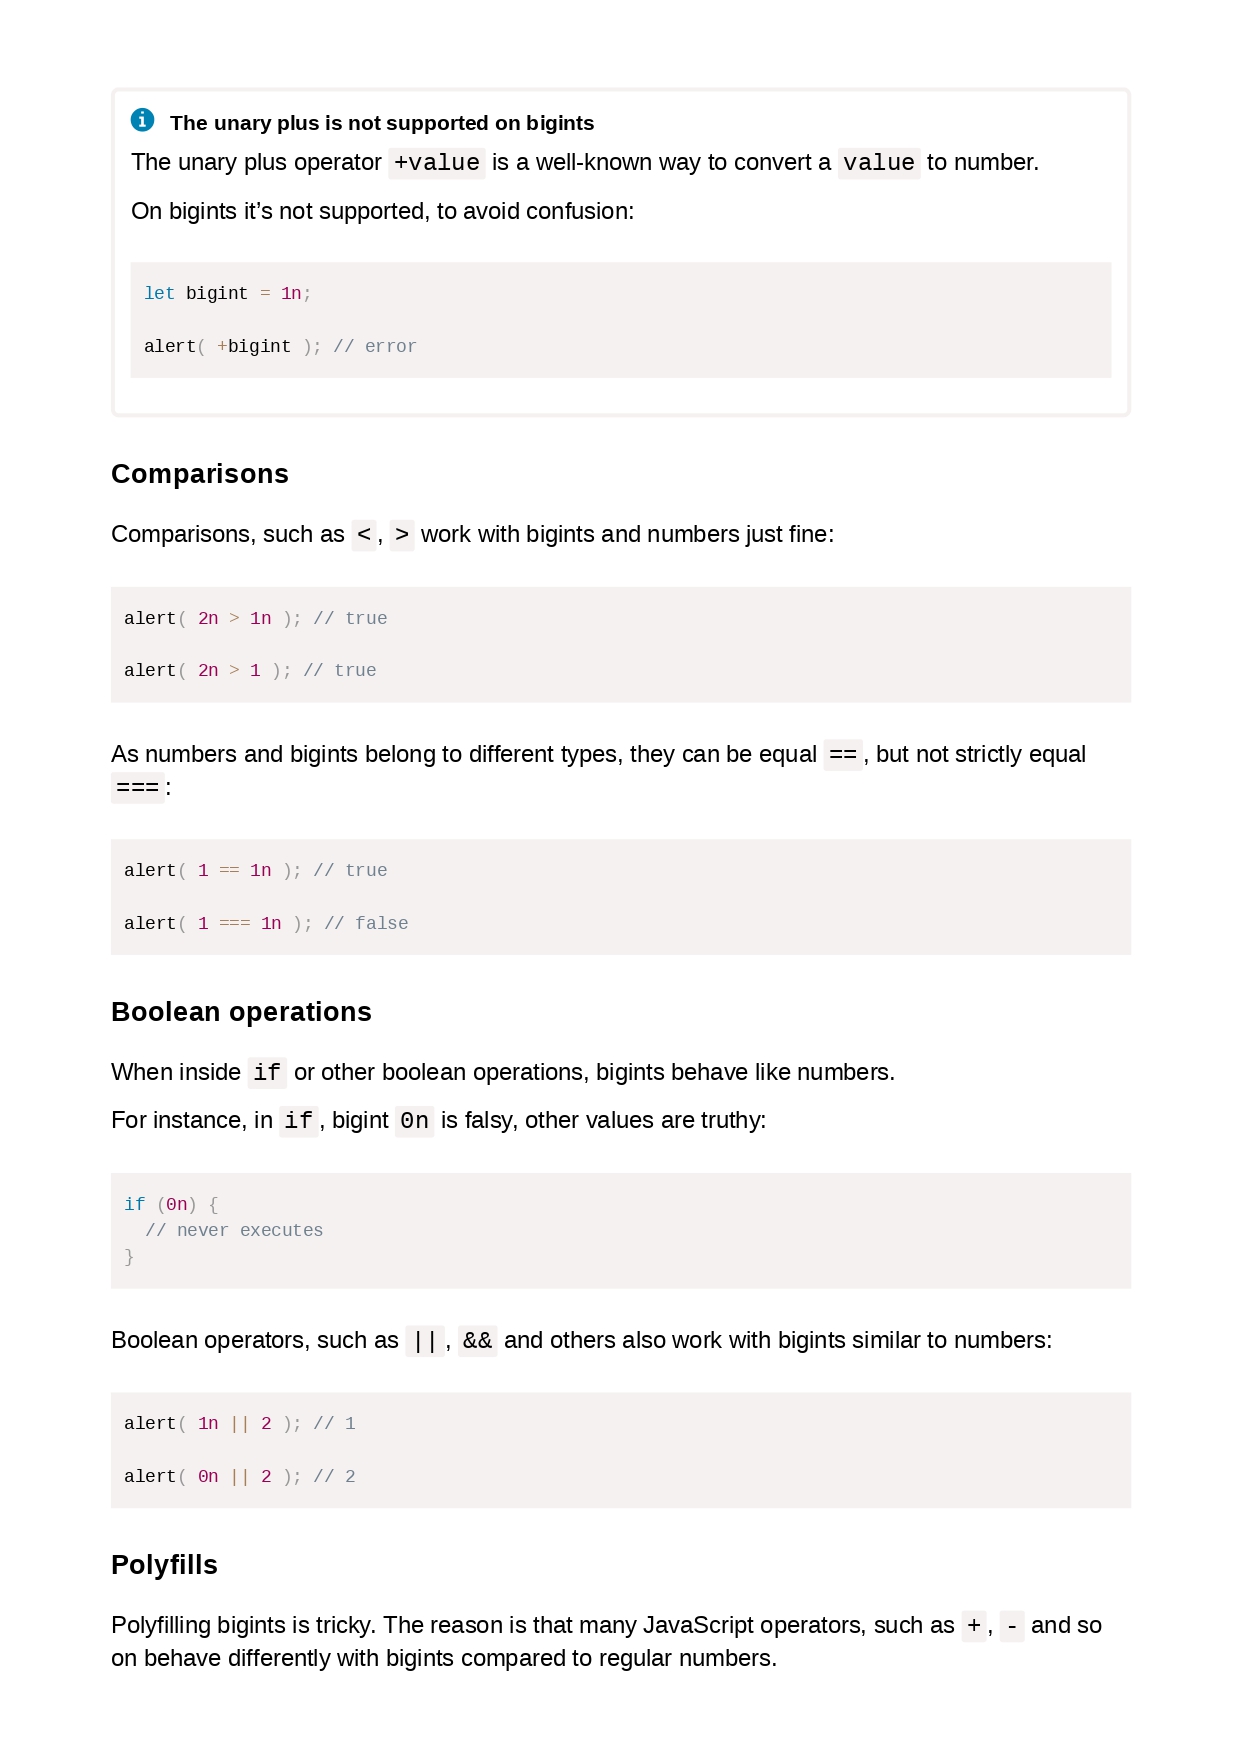 The unary plus is not supported on bigints
The unary plus operator +value is a well-known way to convert a value to number.
On bigints it’s not supported, to avoid confusion:
let bigint = 1n;
alert( +bigint ); // error
Comparisons
Comparisons, such as <, > work with bigints and numbers just fine:
alert( 2n > 1n ); // true
alert( 2n > 1 ); // true
As numbers and bigints belong to different types, they can be equal ==, but not strictly equal
===:
alert( 1 == 1n ); // true
alert( 1 === 1n ); // false
Boolean operations
When inside if or other boolean operations, bigints behave like numbers.
For instance, in if, bigint 0n is falsy, other values are truthy:
if (0n) {
  // never executes
}
Boolean operators, such as ||, && and others also work with bigints similar to numbers:
alert( 1n || 2 ); // 1
alert( 0n || 2 ); // 2
Polyfills
Polyfilling bigints is tricky. The reason is that many JavaScript operators, such as +, - and so
on behave differently with bigints compared to regular numbers.